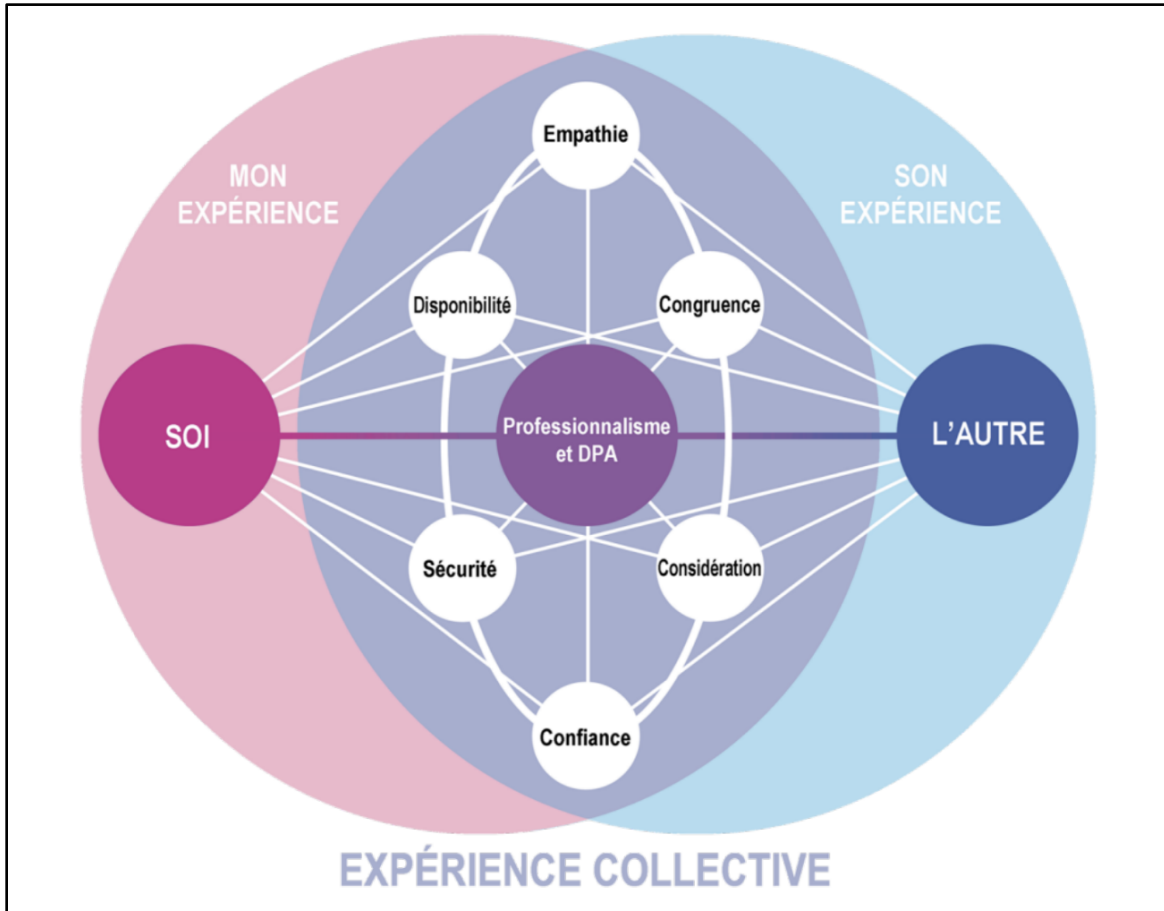 Empathie
MON
EXPÉRIENCE
SON
EXPÉRIENCE
Disponibilité
Congruence
SOI
Professionnalisme
et DPA
L'AUTRE
Sécurité
Considération
Confiance
EXPÉRIENCE COLLECTIVE